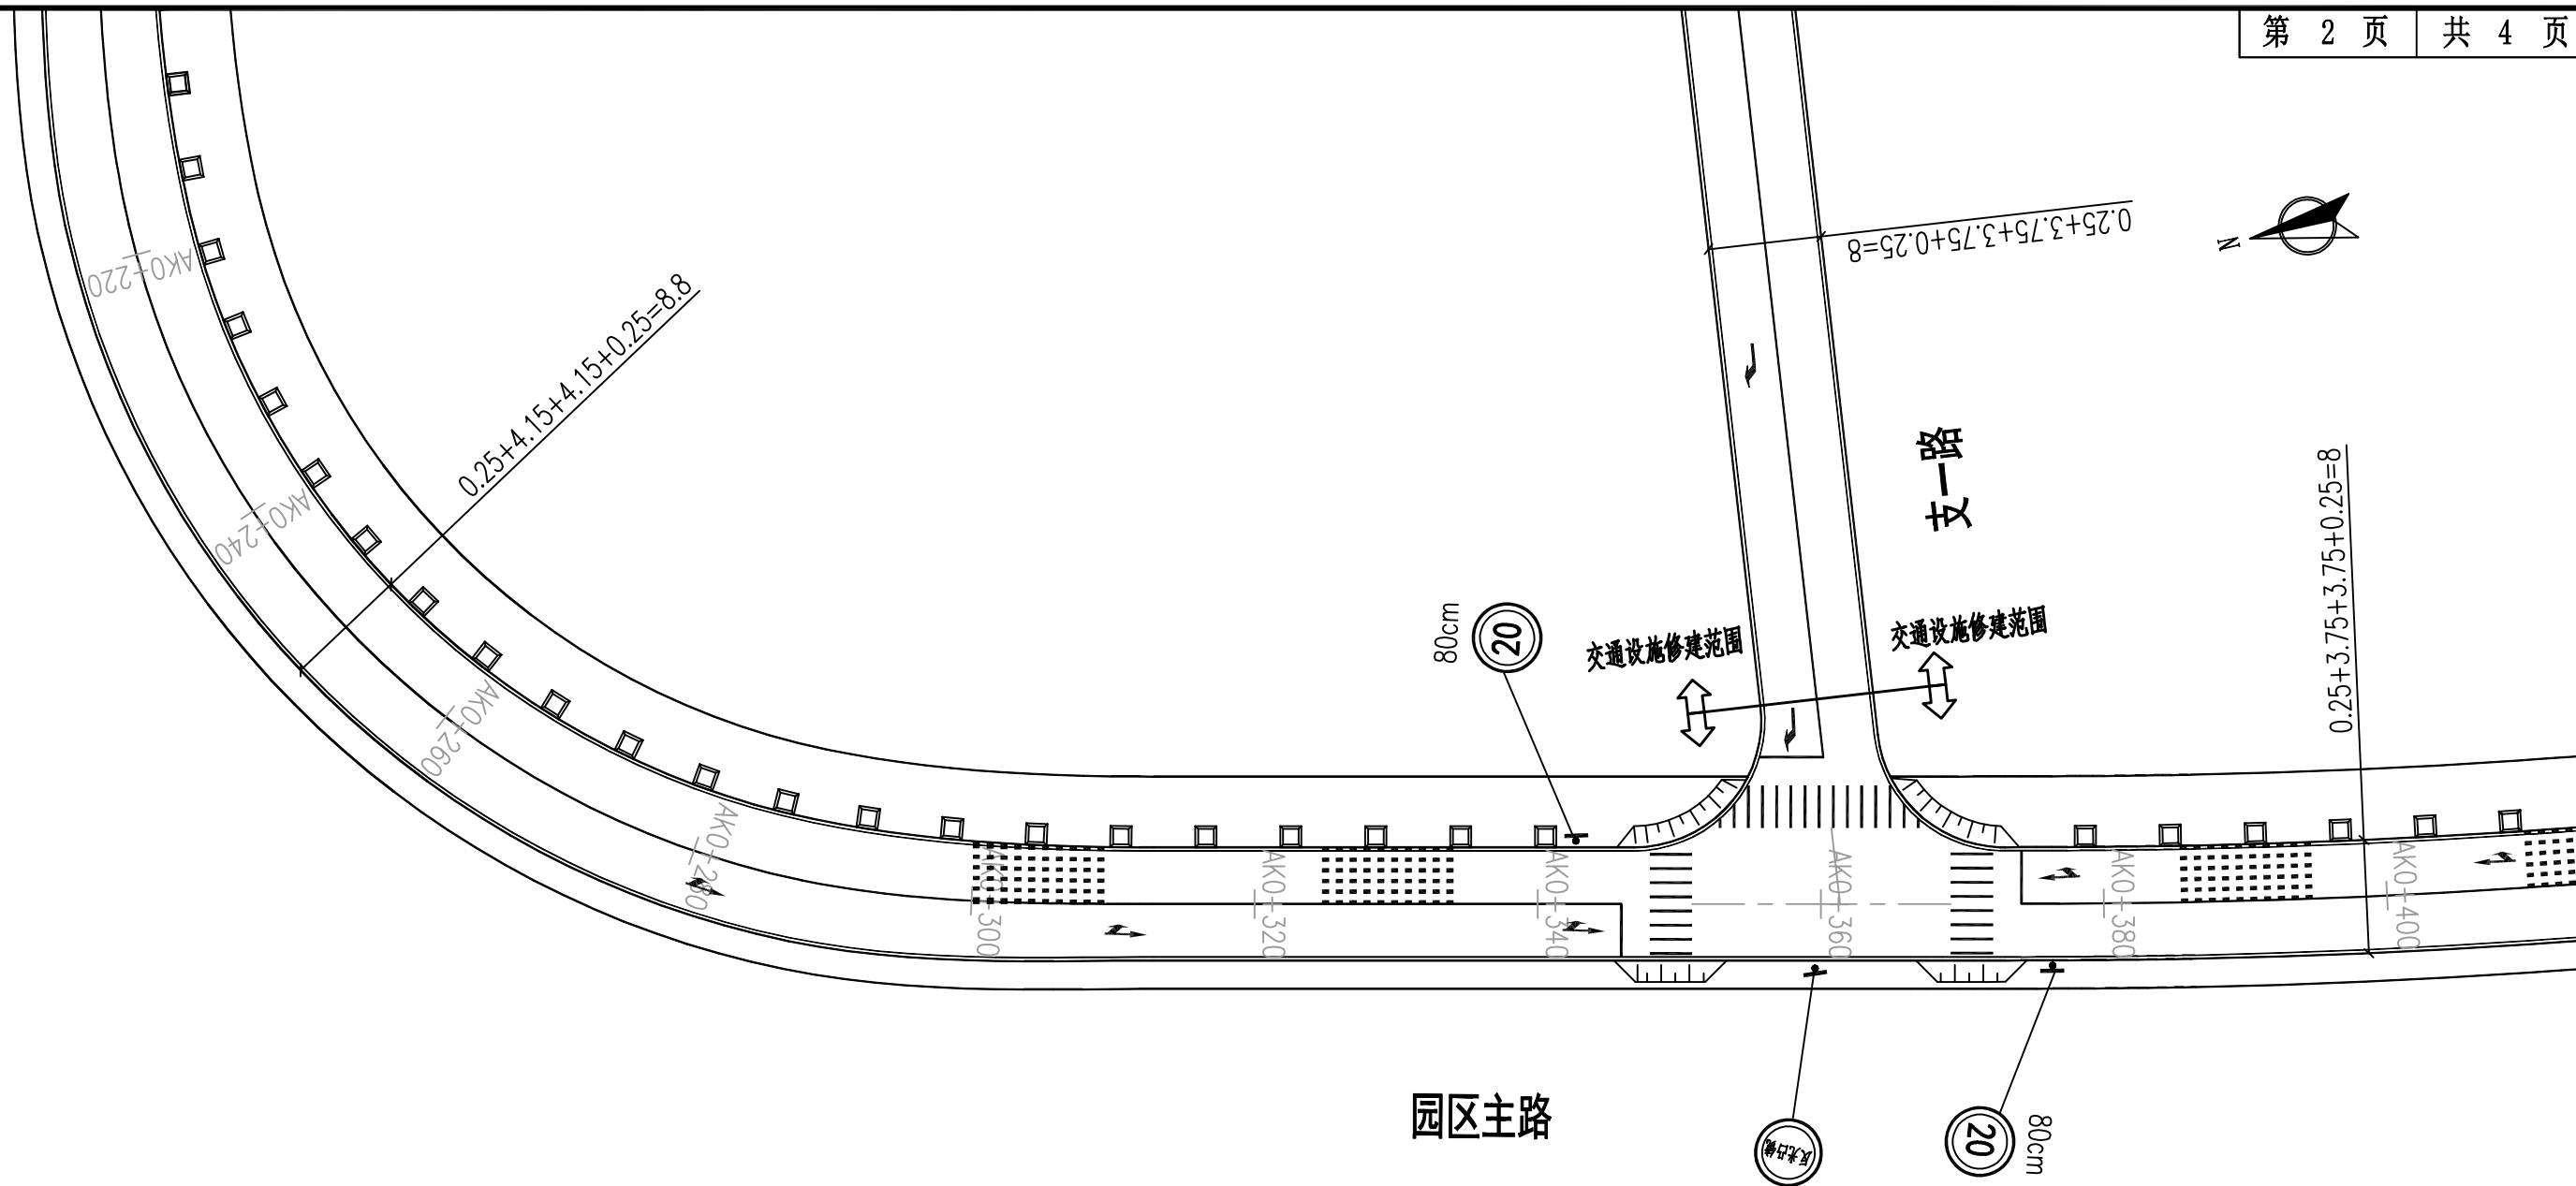 第 2 页 共 4 页
0.25+3.75+3.75+0.25=8
AK0+220
0.25+4.15+4.15+0.25=8.8
支一路
AK0+240
0.25+3.75+3.75+0.25=8
80cm
20
交通设施修建范围
交通设施修建范围
N
AK0+260
AK0+280
AK0+300
AK0+320
AK0+340
AK0+360
AK0+380
AK0+400
园区主路
反光凸镜
20
80cm